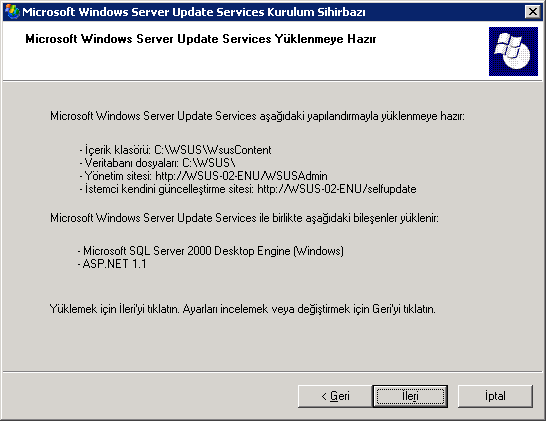 Microsoft Windows Server Update Services Kurulum Sihirbazı
Microsoft Windows Server Update Services Yüklenmeye Hazır
Microsoft Windows Server Update Services aşağıdaki yapılandırmayla yüklenmeye hazır:
- İçerik klasörü: C:\WSUS\WsusContent
- Veritabanı dosyaları: C:\WSUS\
- Yönetim sitesi: http://WSUS-02-ENU/WSUSAdmin
- İstemci kendini güncelleştirme sitesi: http://WSUS-02-ENU/selfupdate
Microsoft Windows Server Update Services ile birlikte aşağıdaki bileşenler yüklenir:
- Microsoft SQL Server 2000 Desktop Engine (Windows)
- ASP.NET 1.1
Yüklemek için İleri'yi tıklatın. Ayarları incelemek veya değiştirmek için Geri'yi tıklatın.
< Geri İleri İptal